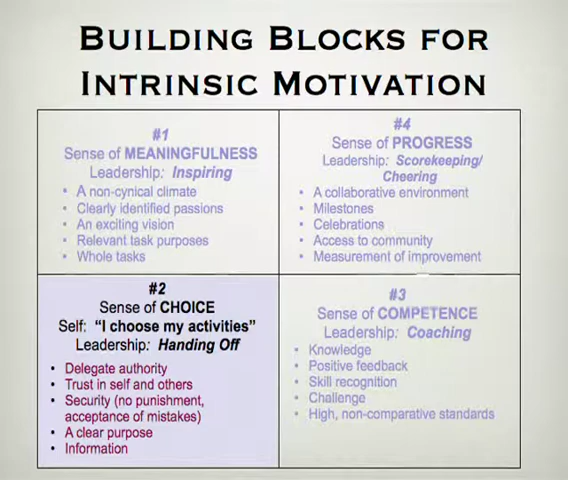 BUILDING BLOCKS FOR
INTRINSIC MOTIVATION
#1
Sense of MEANINGFULNESS
Leadership: Inspiring
• A non-cynical climate
• Clearly identified passions
• An exciting vision
• Relevant task purposes
• Whole tasks
#4
Sense of PROGRESS
Leadership: Scorekeeping/
Cheering
• A collaborative environment
• Milestones
• Celebrations
• Access to community
• Measurement of improvement
#2
Sense of CHOICE
Self: "I choose my activities"
Leadership: Handing Off
• Delegate authority
• Trust in self and others
• Security (no punishment,
acceptance of mistakes)
• A clear purpose
• Information
#3
Sense of COMPETENCE
Leadership: Coaching
• Knowledge
• Positive feedback
• Skill recognition
• Challenge
• High, non-comparative standards